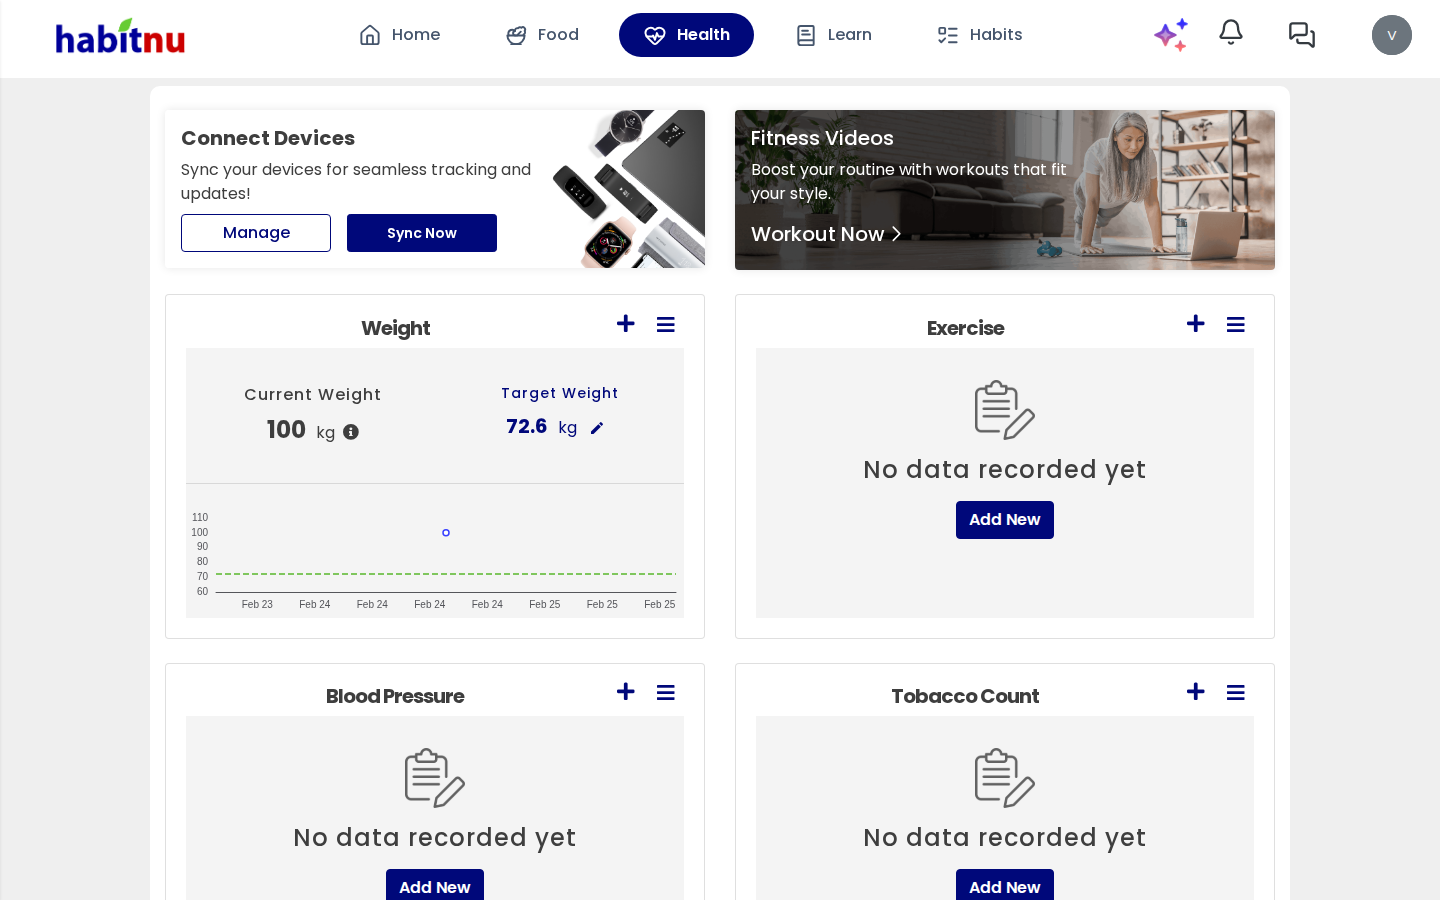 habitnu
Home
Food
Health
Learn
Habits
V
Connect Devices
Sync your devices for seamless tracking and
updates!
Manage
Sync Now
Fitness Videos
Boost your routine with workouts that fit
your style.
Workout Now
Weight
Current Weight
100 kg
Target Weight
72.6 kg
110
100
90
80
70
60
Feb 23
Feb 24
Feb 24
Feb 24
Feb 24
Feb 25
Feb 25
Feb 25
Exercise
No data recorded yet
Add New
Blood Pressure
No data recorded yet
Add New
Tobacco Count
No data recorded yet
Add New